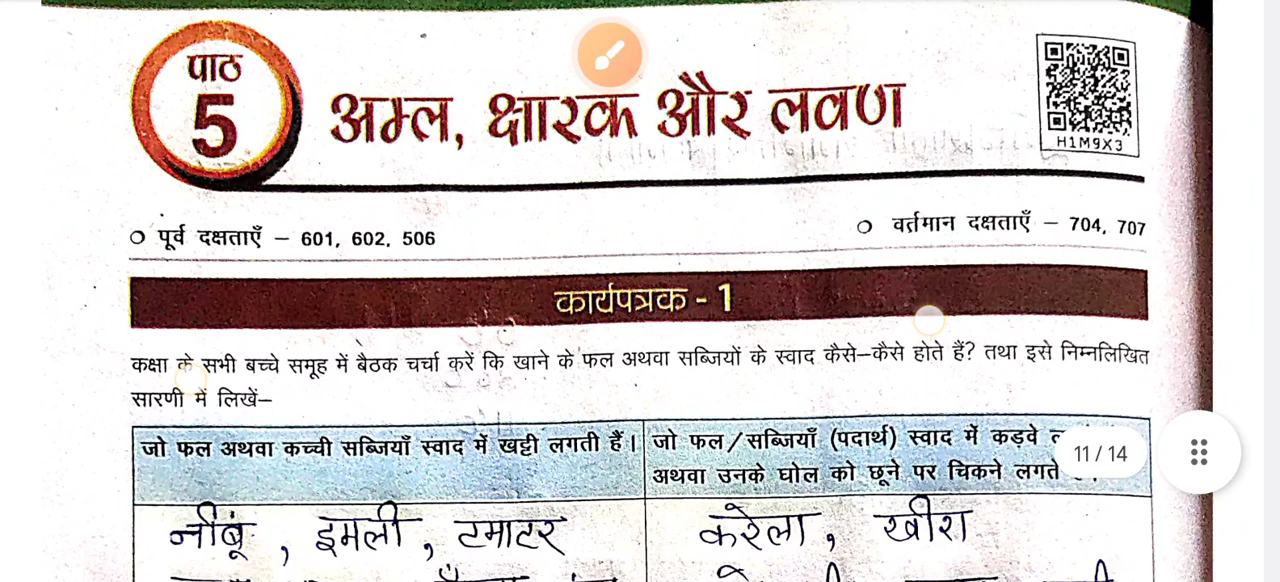 पाठ
5
अम्ल, क्षारक और लवण
H1M9X3
○ पूर्व दक्षताएँ – 601, 602, 506
○ वर्तमान दक्षताएँ – 704, 707
कार्यपत्रक - 1
कक्षा के सभी बच्चे समूह में बैठक चर्चा करें कि खाने के फल अथवा सब्जियों के स्वाद कैसे–कैसे होते हैं? तथा इसे निम्नलिखित
सारणी में लिखें–
जो फल अथवा कच्ची सब्जियाँ स्वाद में खट्टी लगती हैं।
जो फल/सब्जियाँ (पदार्थ) स्वाद में कड़वे
अथवा उनके घोल को छूने पर चिकने लगते
11 / 14
नींबू, इमली, टमाटर
करेला, खीरा